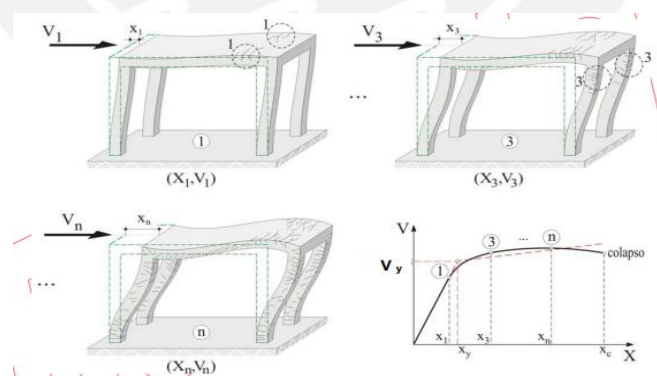 V1 x1 1
1
1
(X1,V1)
...
V3 x3
3
3
3
(X3,V3)
...
Vn xn
n
(Xn,Vn)
V
Vy
1 3 ... n
colapso
x1 xy x3 xn xc X